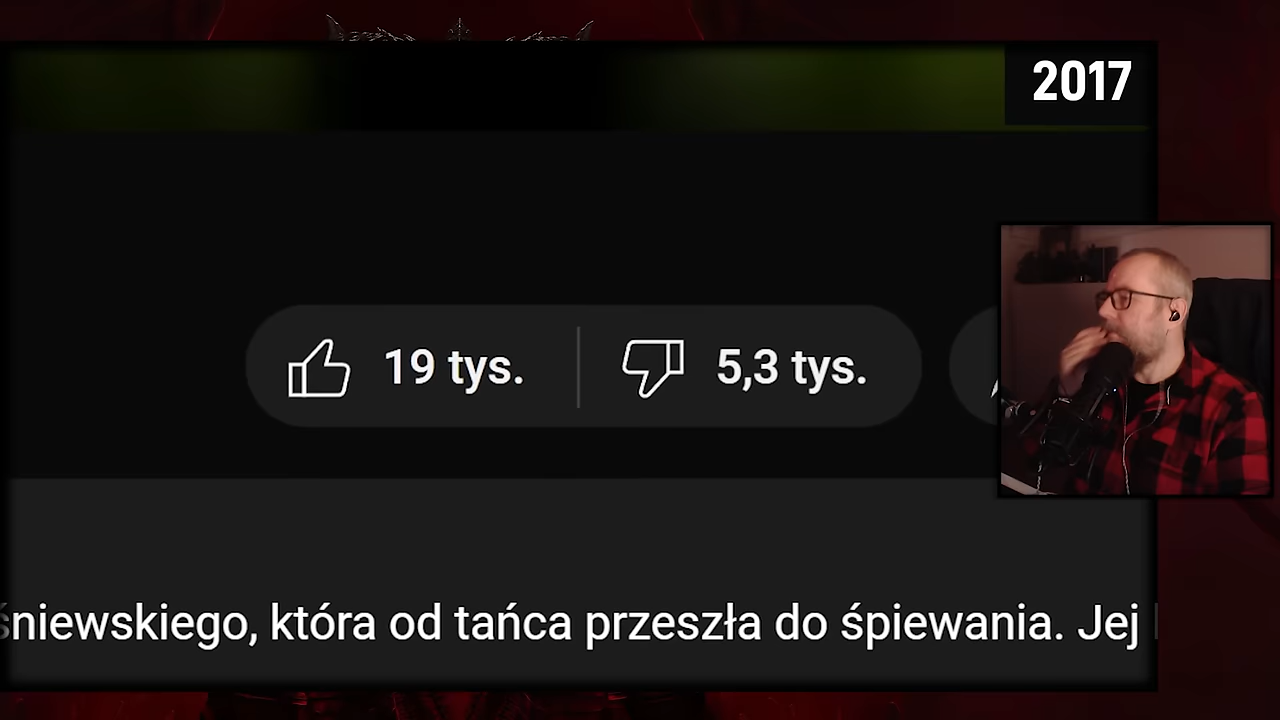 2017
19 tys.
5,3 tys.
śniewskiego, która od tańca przeszła do śpiewania. Jej